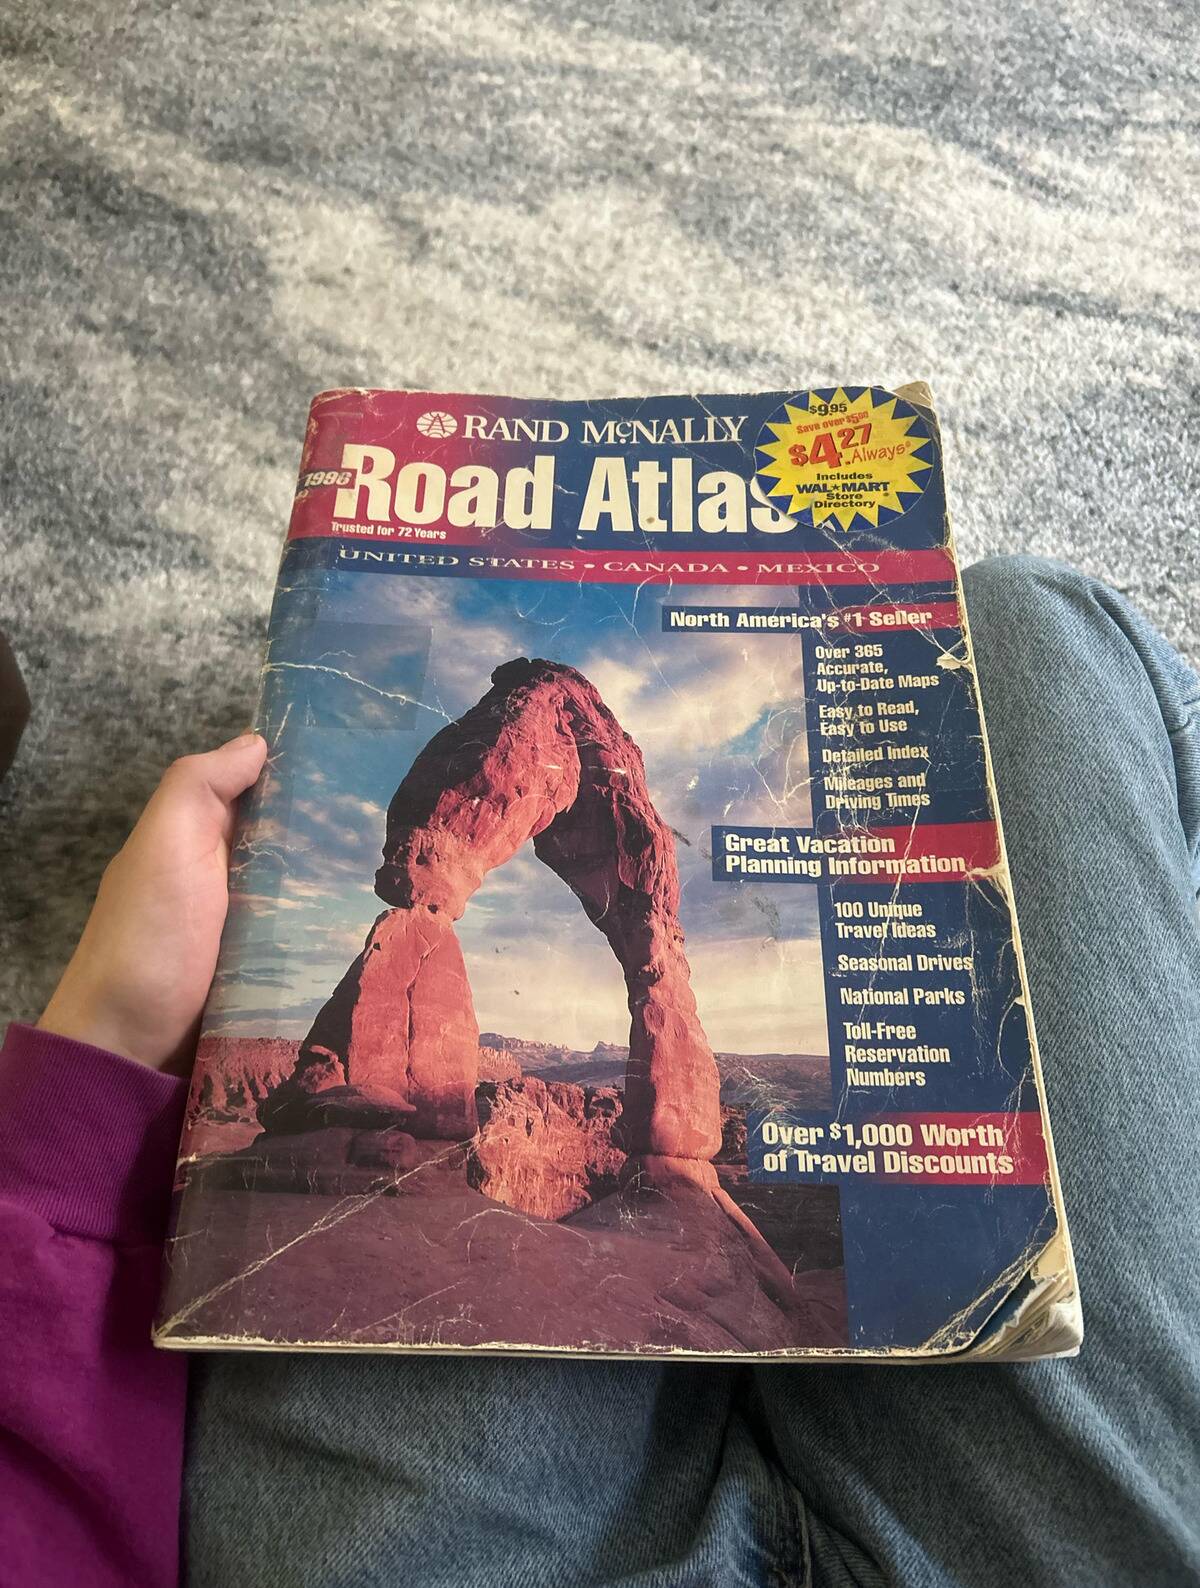 RAND McNALLY
1996
Road Atlas
Trusted for 72 Years
$9.95
Save over $5.00
$4.27
Always
Includes
WAL★MART
Store
Directory
UNITED STATES • CANADA • MEXICO
North America's #1 Seller
Over 365
Accurate,
Up-to-Date Maps
Easy to Read,
Easy to Use
Detailed Index
Mileages and
Driving Times
Great Vacation
Planning Information
100 Unique
Travel Ideas
Seasonal Drives
National Parks
Toll-Free
Reservation
Numbers
Over $1,000 Worth
of Travel Discounts